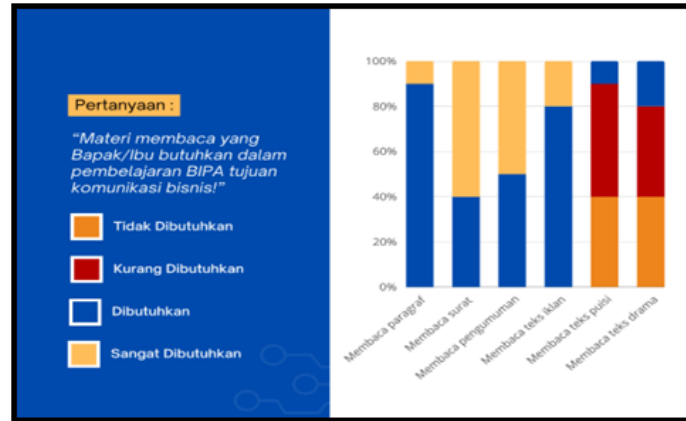 Pertanyaan :
“Materi membaca yang
Bapak/Ibu butuhkan dalam
pembelajaran BIPA tujuan
komunikasi bisnis!”
Tidak Dibutuhkan
Kurang Dibutuhkan
Dibutuhkan
Sangat Dibutuhkan
100%
80%
60%
40%
20%
0%
Membaca paragraf
Membaca surat
Membaca pengumuman
Membaca teks iklan
Membaca teks puisi
Membaca teks drama